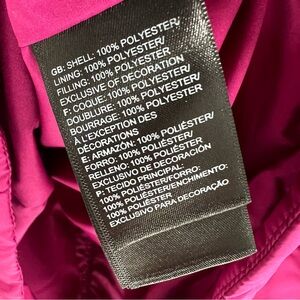 GB: SHELL: 100% POLYESTER/
LINING: 100% POLYESTER/
FILLING: 100% POLYESTER/
EXCLUSIVE OF DECORATION
F: COQUE: 100% POLYESTER/
DOUBLURE: 100% POLYESTER/
BOURRAGE: 100% POLYESTER/
À L'EXCEPTION DES
DÉCORATIONS
E: ARMAZÓN: 100% POLIÉSTER/
FORRO: 100% POLIÉSTER/
RELLENO: 100% POLIÉSTER/
EXCLUSIVO DE DECORACIÓN
P: TECIDO PRINCIPAL:
100% POLIÉSTER/FORRO:
100% POLIÉSTER/ENCHIMENTO:
100% POLIÉSTER/
EXCLUSIVO PARA DECORAÇÃO